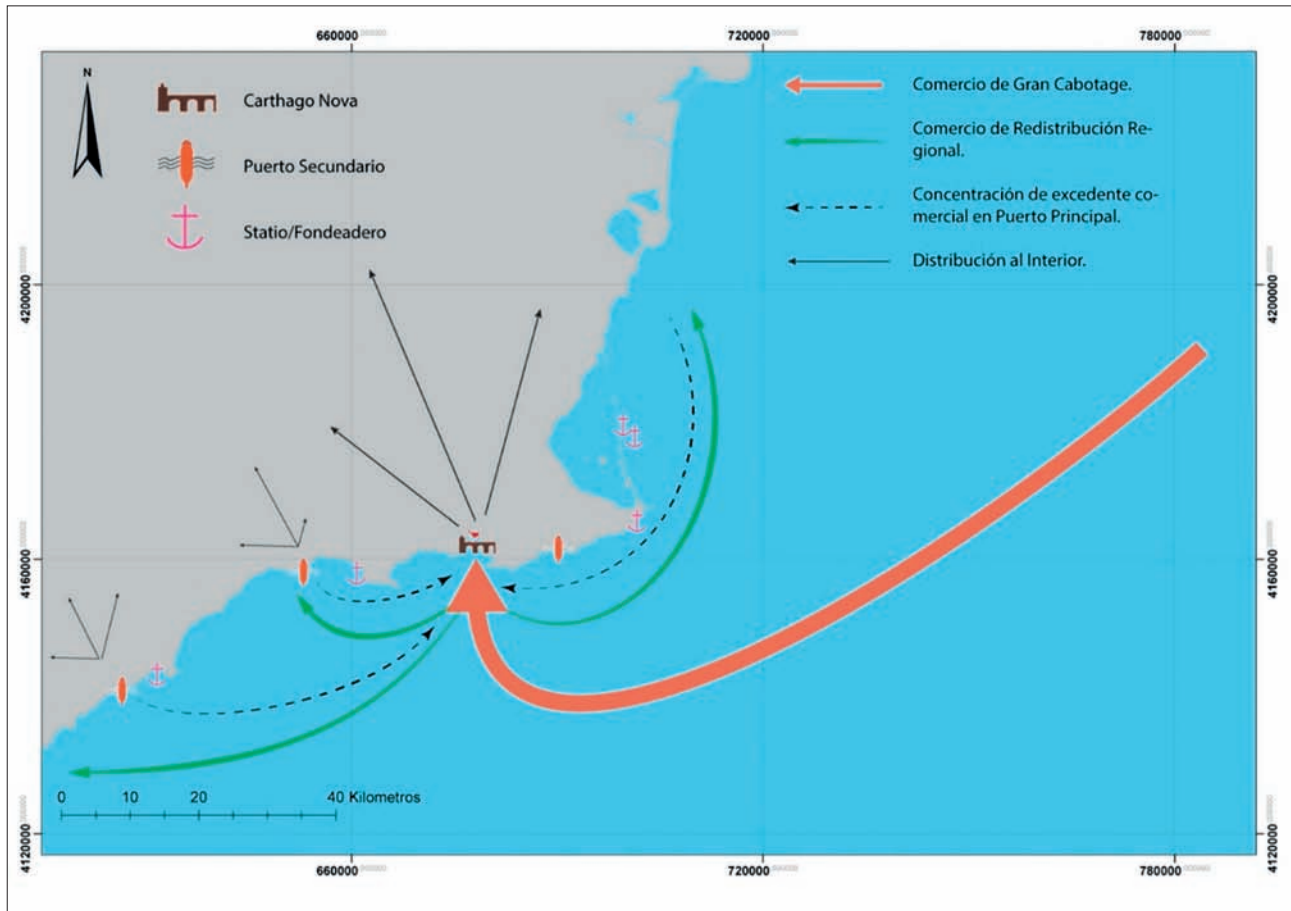 660000 720000 780000
N
Carthago Nova
Puerto Secundario
Statio/Fondeadero
Comercio de Gran Cabotage.
Comercio de Redistribución Re-
gional.
Concentración de excedente co-
mercial en Puerto Principal.
Distribución al Interior.
4200000 4200000
4160000 4160000
0 10 20 40 Kilometros
4120000 4120000
660000 720000 780000